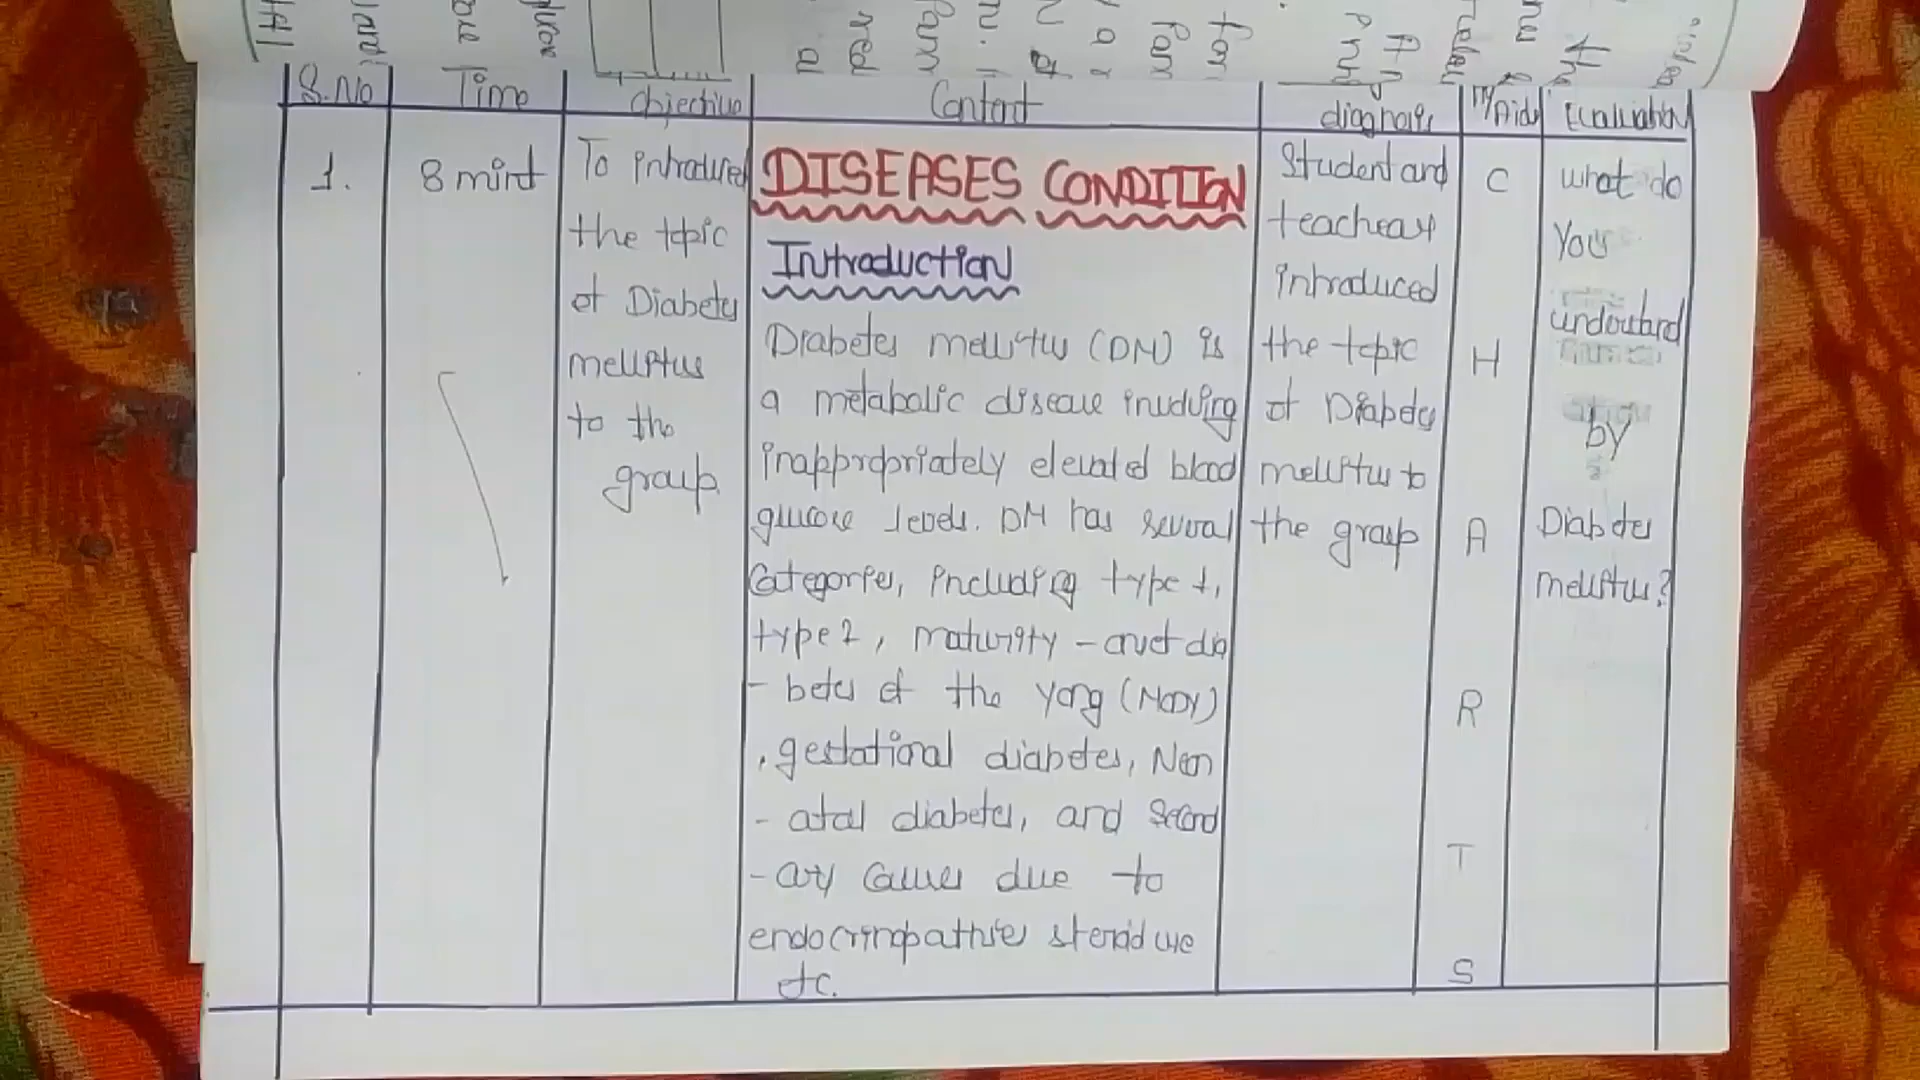 S.No Time Objective Content diagnosis Aids Evaluation
1.
8 mint
To introduced
the topic
of Diabetes
mellitus
to the
group.
DISEASES CONDITION
Introduction
Diabetes mellitus (DM) is
a metabolic disease involving
inappropriately elevated blood
glucose levels. DM has several
Categories, including type 1,
type 2, maturity - onset dia
- betes of the yong (MODY)
, gestational diabetes, Neon
- atal diabetes, and Second
- ary causes due to
endocrinopathies steroid use
etc.
Student and
teachear
introduced
the topic
of Diabetes
mellitus to
the group
C
H
A
R
T
S
what do
you
understand
by
Diabetes
mellitus?